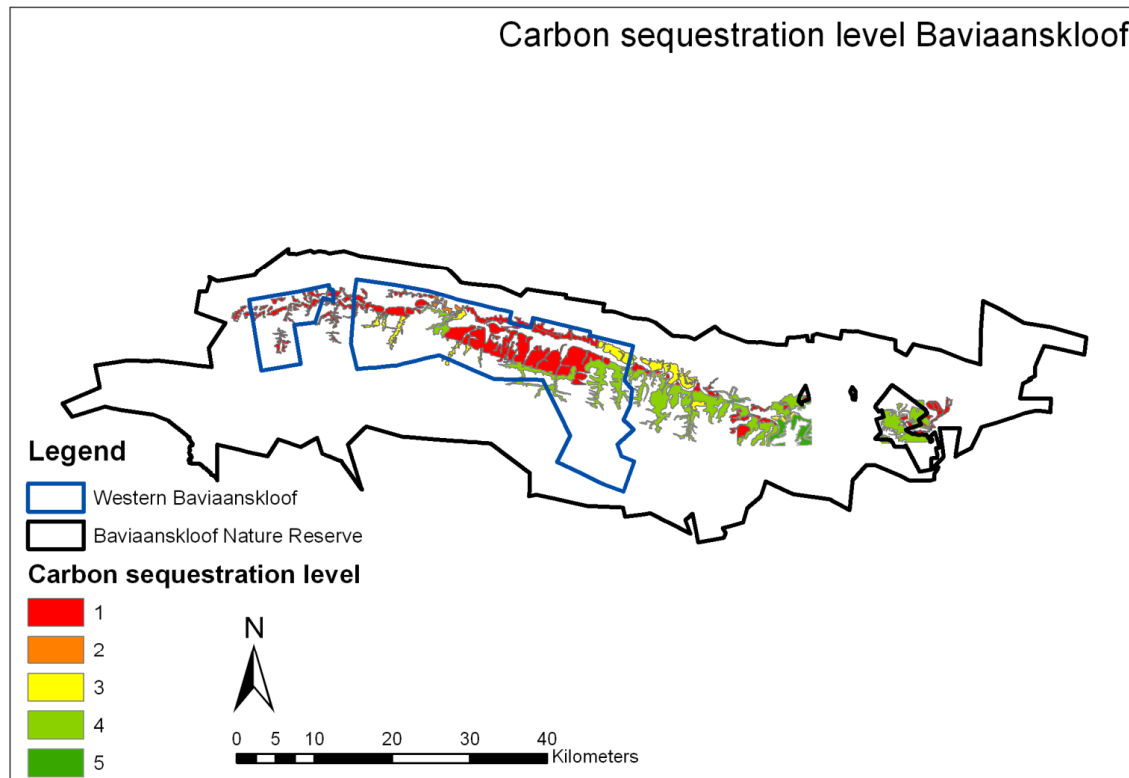 Carbon sequestration level Baviaanskloof
Legend
Western Baviaanskloof
Baviaanskloof Nature Reserve
Carbon sequestration level
1
2
3
4
5
N
0 5 10 20 30 40
Kilometers